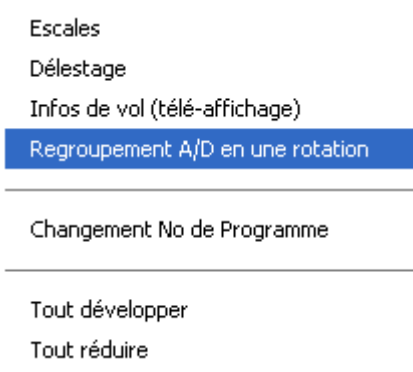 Escales
Délestage
Infos de vol (télé-affichage)
Regroupement A/D en une rotation
Changement No de Programme
Tout développer
Tout réduire